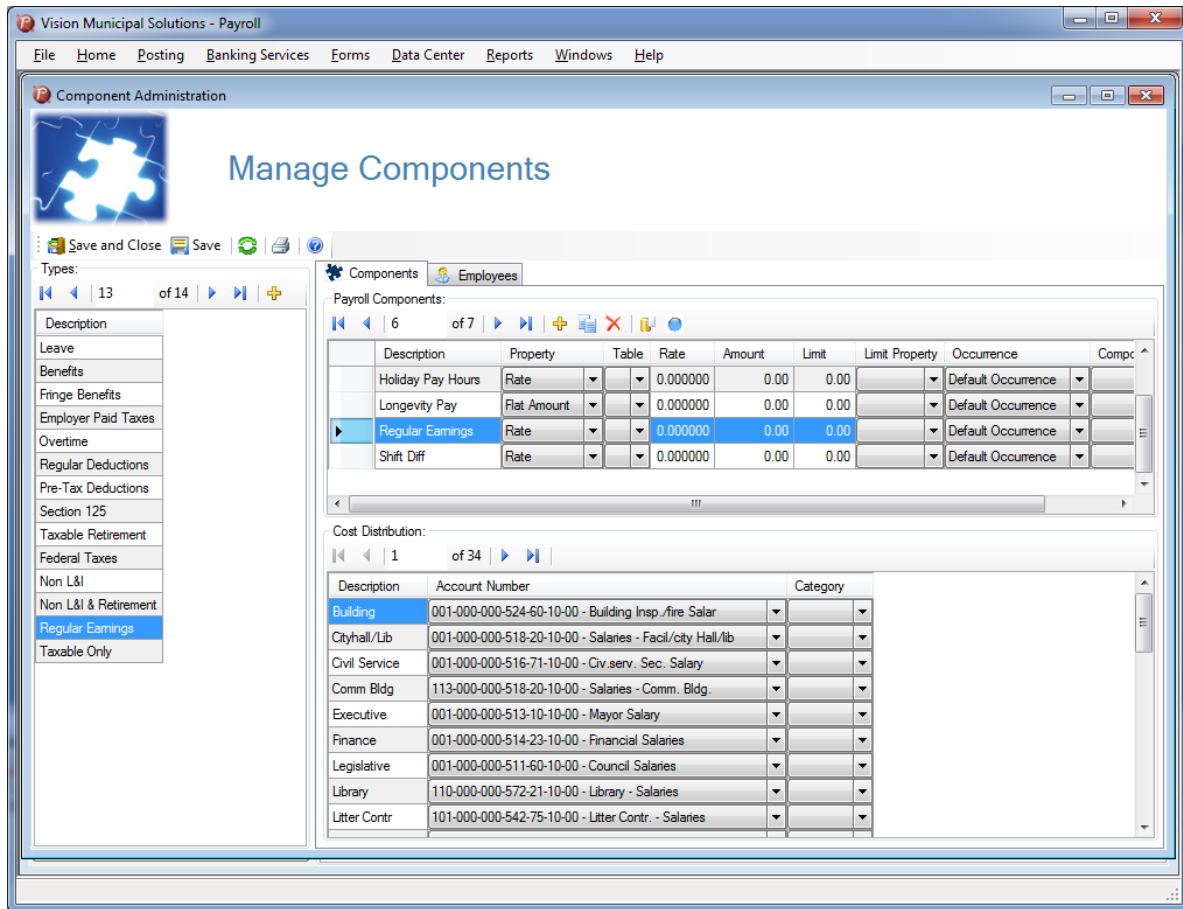 Vision Municipal Solutions - Payroll
File Home Posting Banking Services Forms Data Center Reports Windows Help
Component Administration
Manage Components
Save and Close Save
Types:
13 of 14
Description
Leave
Benefits
Fringe Benefits
Employer Paid Taxes
Overtime
Regular Deductions
Pre-Tax Deductions
Section 125
Taxable Retirement
Federal Taxes
Non L&I
Non L&I & Retirement
Regular Earnings
Taxable Only
Components Employees
Payroll Components:
6 of 7
Description Property Table Rate Amount Limit Limit Property Occurrence Compc
Holiday Pay Hours Rate 0.000000 0.00 0.00 Default Occurrence
Longevity Pay Flat Amount 0.000000 0.00 0.00 Default Occurrence
Regular Earnings Rate 0.000000 0.00 0.00 Default Occurrence
Shift Diff Rate 0.000000 0.00 0.00 Default Occurrence
Cost Distribution:
1 of 34
Description Account Number Category
Building 001-000-000-524-60-10-00 - Building Insp./fire Salar
Cityhall/Lib 001-000-000-518-20-10-00 - Salaries - Facil/city Hall/lib
Civil Service 001-000-000-516-71-10-00 - Civ.serv. Sec. Salary
Comm Bldg 113-000-000-518-20-10-00 - Salaries - Comm. Bldg.
Executive 001-000-000-513-10-10-00 - Mayor Salary
Finance 001-000-000-514-23-10-00 - Financial Salaries
Legislative 001-000-000-511-60-10-00 - Council Salaries
Library 110-000-000-572-21-10-00 - Library - Salaries
Litter Contr 101-000-000-542-75-10-00 - Litter Contr. - Salaries